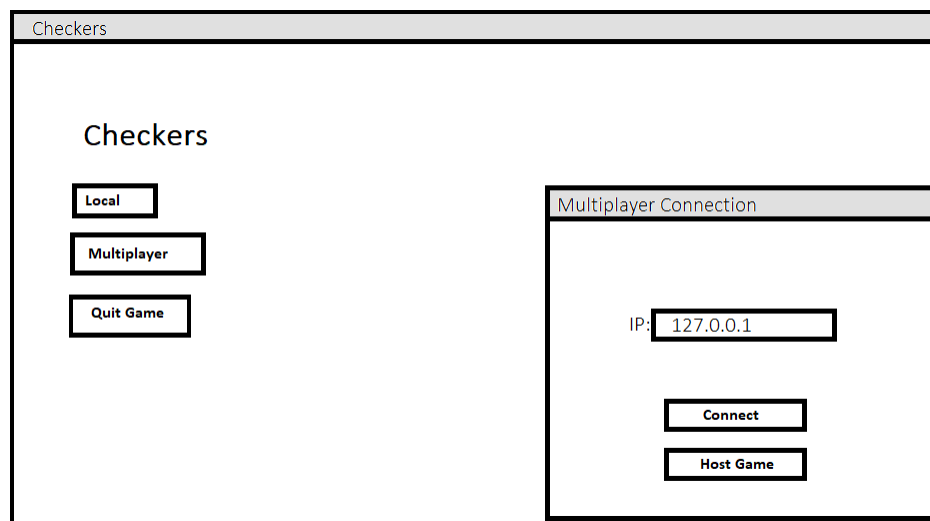 Checkers
Checkers
Local
Multiplayer
Quit Game
Multiplayer Connection
IP: 127.0.0.1
Connect
Host Game